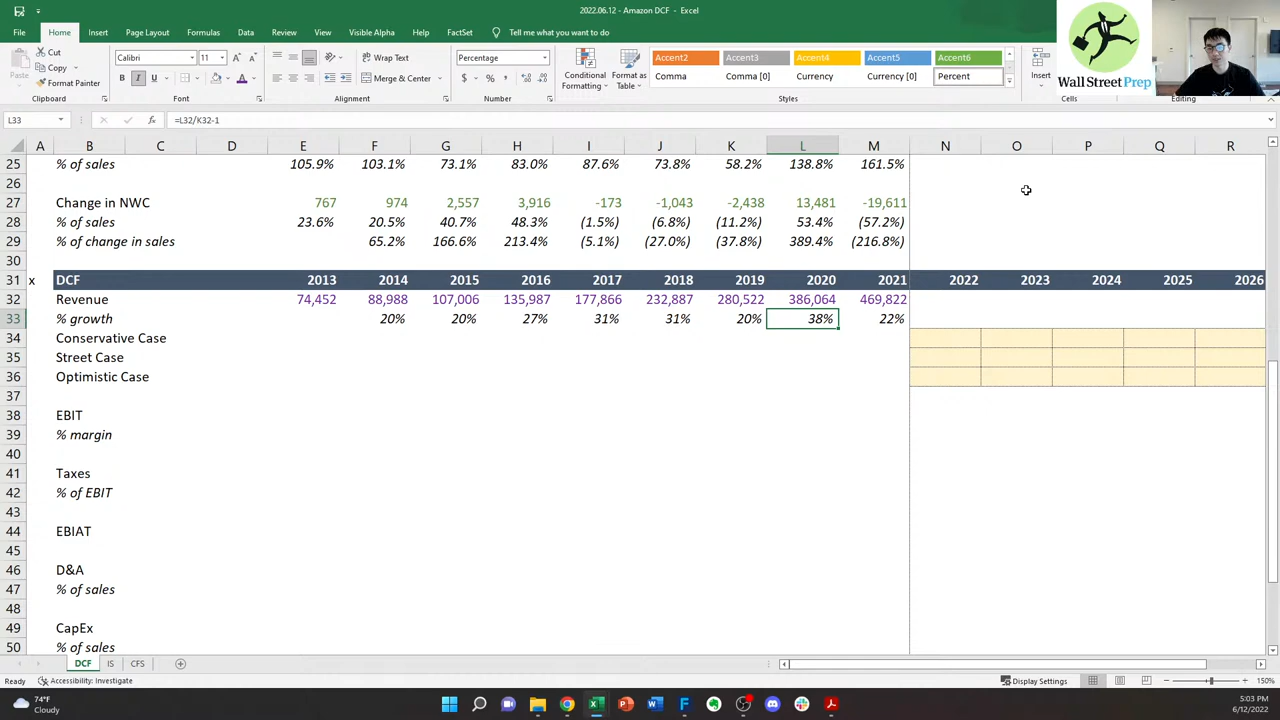 2022.06.12 - Amazon DCF - Excel
File Home Insert Page Layout Formulas Data Review View Visible Alpha Help FactSet Tell me what you want to do
Paste
Cut
Copy
Format Painter
Clipboard
Calibri 11
B I U
Font
Wrap Text
Merge & Center
Alignment
Percentage
$ % ,
Number
Conditional Formatting
Format as Table
Accent2 Accent3 Accent4 Accent5 Accent6
Comma Comma [0] Currency Currency [0] Percent
Styles
Insert
Cells
Editing
WALL STREET PREP
L33 fx =L32/K32-1
A B C D E F G H I J K L M N O P Q R
25 % of sales 105.9% 103.1% 73.1% 83.0% 87.6% 73.8% 58.2% 138.8% 161.5%
26
27 Change in NWC 767 974 2,557 3,916 -173 -1,043 -2,438 13,481 -19,611
28 % of sales 23.6% 20.5% 40.7% 48.3% (1.5%) (6.8%) (11.2%) 53.4% (57.2%)
29 % of change in sales 65.2% 166.6% 213.4% (5.1%) (27.0%) (37.8%) 389.4% (216.8%)
30
31 x DCF 2013 2014 2015 2016 2017 2018 2019 2020 2021 2022 2023 2024 2025 2026
32 Revenue 74,452 88,988 107,006 135,987 177,866 232,887 280,522 386,064 469,822
33 % growth 20% 20% 27% 31% 31% 20% 38% 22%
34 Conservative Case
35 Street Case
36 Optimistic Case
37
38 EBIT
39 % margin
40
41 Taxes
42 % of EBIT
43
44 EBIAT
45
46 D&A
47 % of sales
48
49 CapEx
50 % of sales
DCF IS CFS
Ready Accessibility: Investigate Display Settings 150%
74°F
Cloudy
5:03 PM
6/12/2022